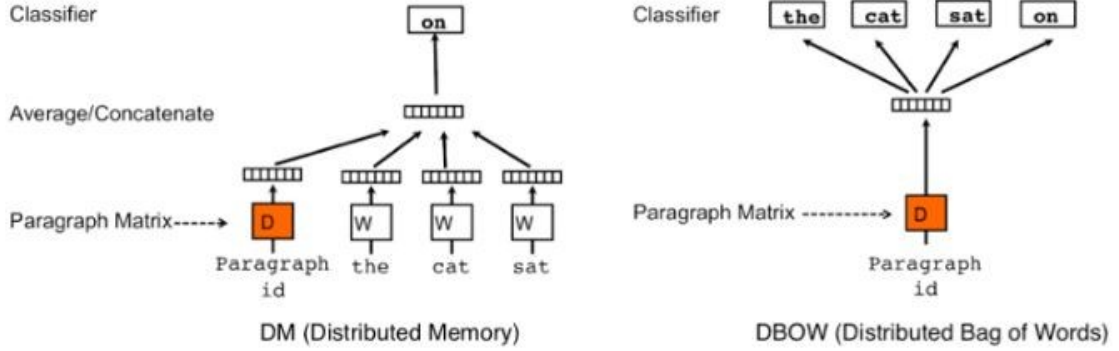 Classifier
on
Average/Concatenate
Paragraph Matrix
D
W
W
W
Paragraph
id
the
cat
sat
DM (Distributed Memory)
Classifier
the
cat
sat
on
Paragraph Matrix
D
Paragraph
id
DBOW (Distributed Bag of Words)